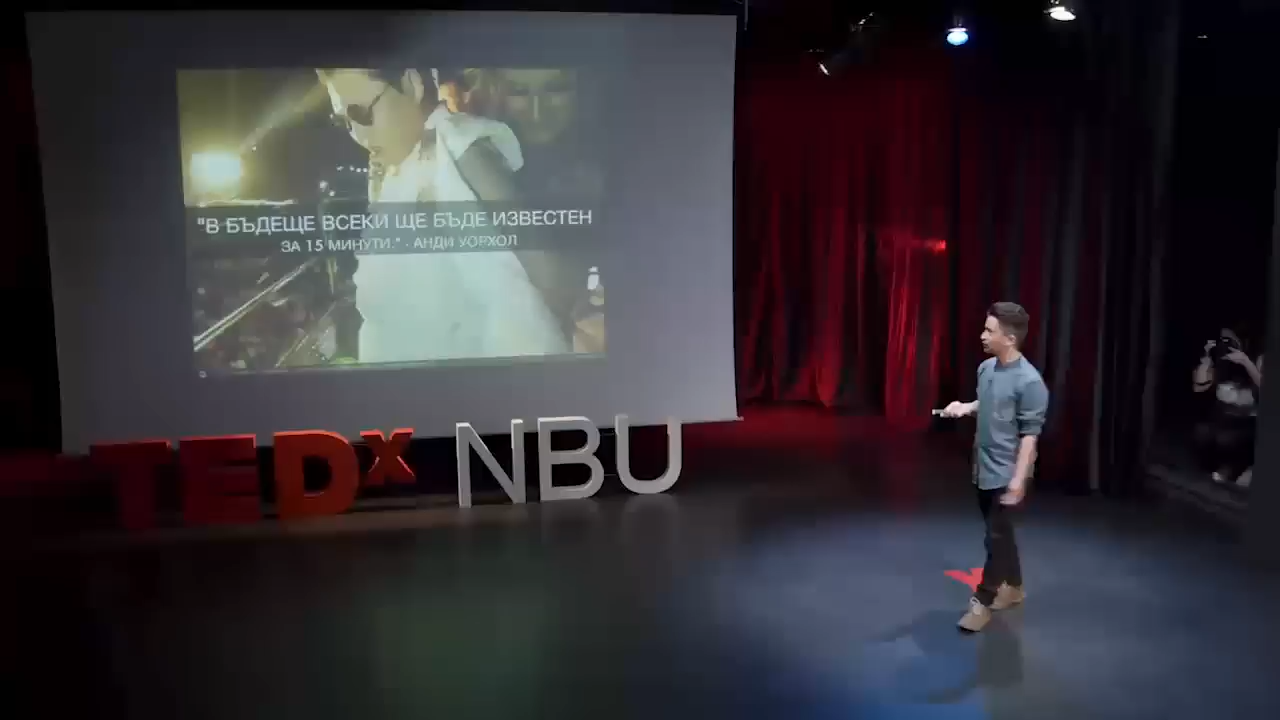 "В БЪДЕЩЕ ВСЕКИ ЩЕ БЪДЕ ИЗВЕСТЕН
ЗА 15 МИНУТИ." - АНДИ УОРХОЛ
TEDx NBU